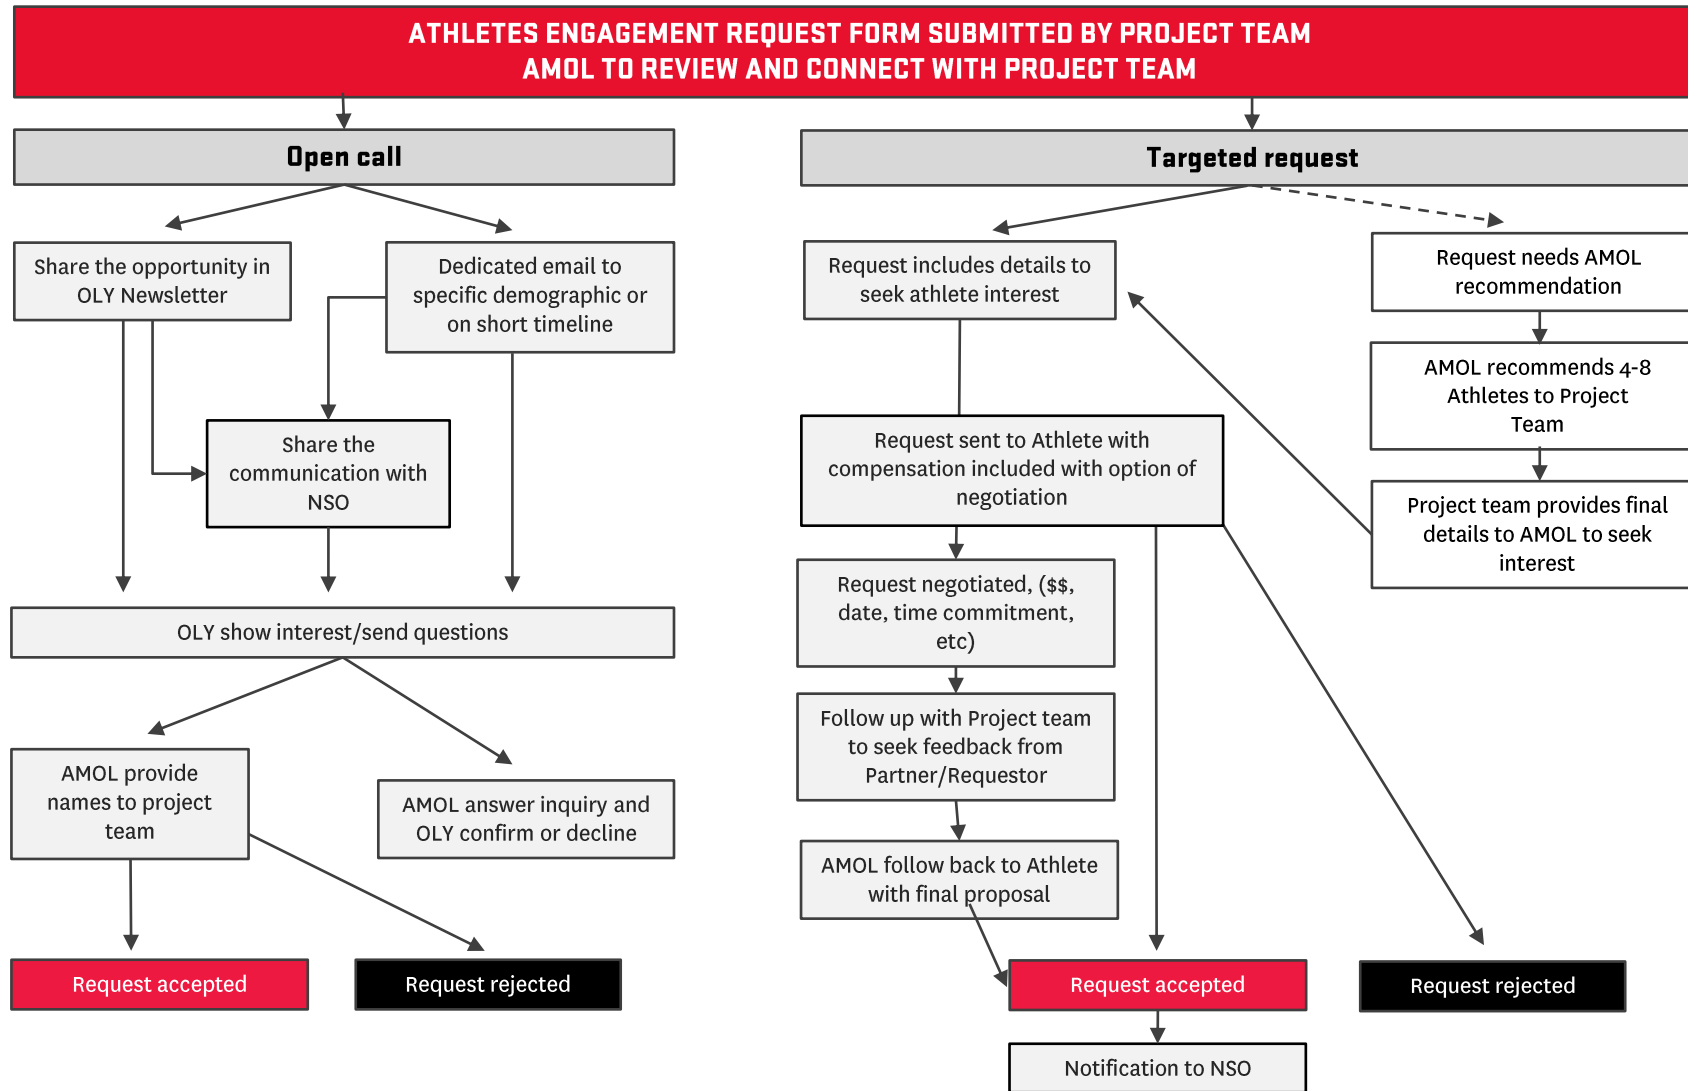 ATHLETES ENGAGEMENT REQUEST FORM SUBMITTED BY PROJECT TEAM
AMOL TO REVIEW AND CONNECT WITH PROJECT TEAM
Open call
Share the opportunity in
OLY Newsletter
Dedicated email to
specific demographic or
on short timeline
Share the
communication with
NSO
OLY show interest/send questions
AMOL provide
names to project
team
AMOL answer inquiry and
OLY confirm or decline
Request accepted
Request rejected
Targeted request
Request includes details to
seek athlete interest
Request needs AMOL
recommendation
AMOL recommends 4-8
Athletes to Project
Team
Project team provides final
details to AMOL to seek
interest
Request sent to Athlete with
compensation included with option of
negotiation
Request negotiated, ($$,
date, time commitment,
etc)
Follow up with Project team
to seek feedback from
Partner/Requestor
AMOL follow back to Athlete
with final proposal
Request accepted
Request rejected
Notification to NSO